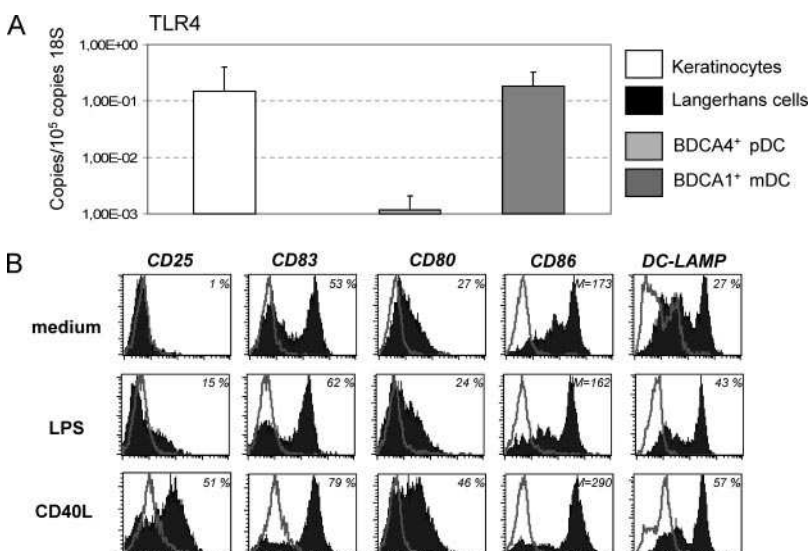 A
TLR4
Copies/10⁵ copies 18S
1,00E+00
1,00E-01
1,00E-02
1,00E-03
Keratinocytes
Langerhans cells
BDCA4⁺ pDC
BDCA1⁺ mDC
B
CD25 CD83 CD80 CD86 DC-LAMP
medium 1 % 53 % 27 % M=173 27 %
LPS 15 % 62 % 24 % M=162 43 %
CD40L 51 % 79 % 46 % M=290 57 %